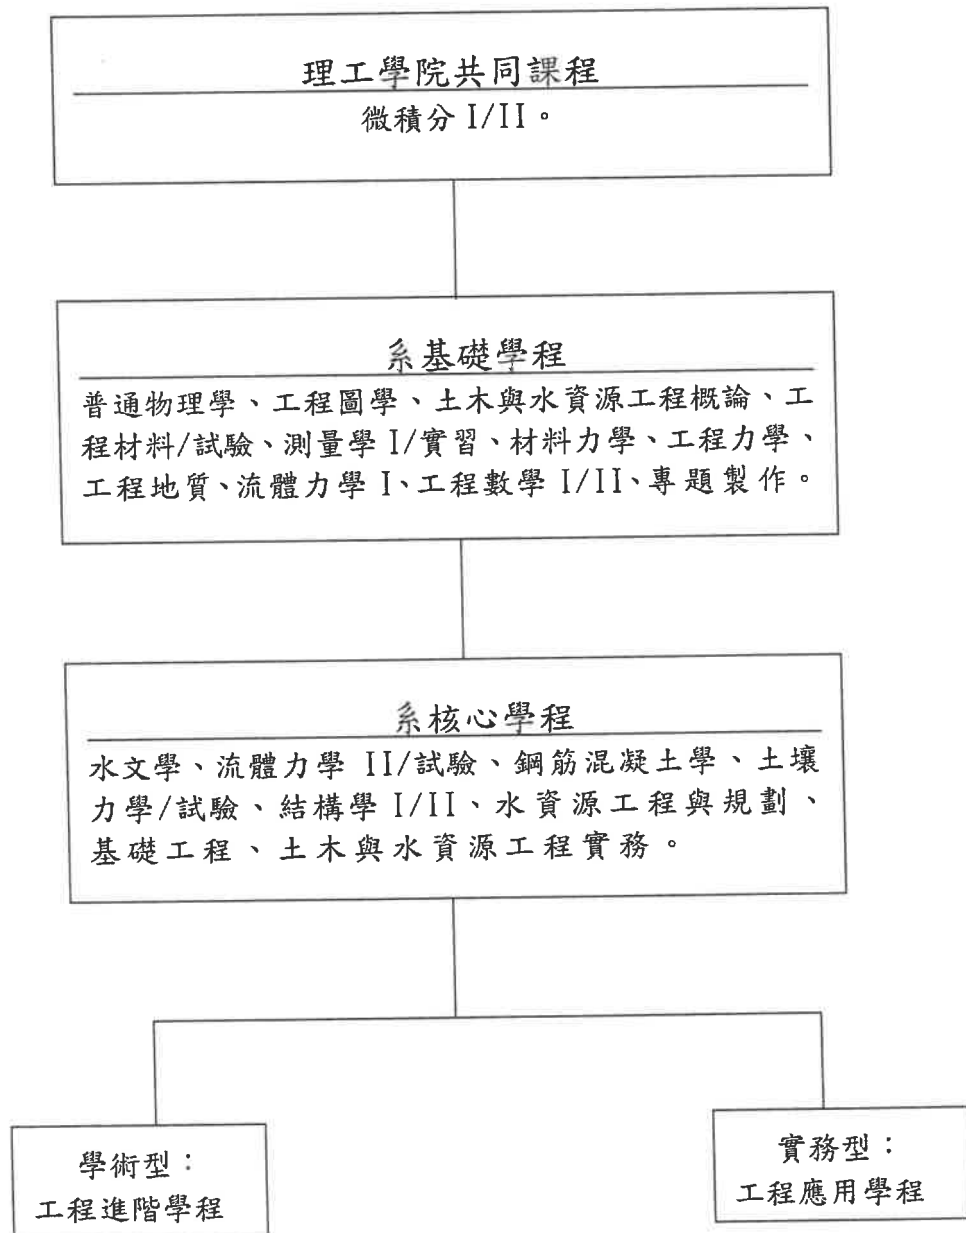 理工學院共同課程
微積分 I/II。
系基礎學程
普通物理學、工程圖學、土木與水資源工程概論、工
程材料/試驗、測量學 I/實習、材料力學、工程力學、
工程地質、流體力學 I、工程數學 I/II、專題製作。
系核心學程
水文學、流體力學 II/試驗、鋼筋混凝土學、土壤
力學/試驗、結構學 I/II、水資源工程與規劃、
基礎工程、土木與水資源工程實務。
學術型：
工程進階學程
實務型：
工程應用學程